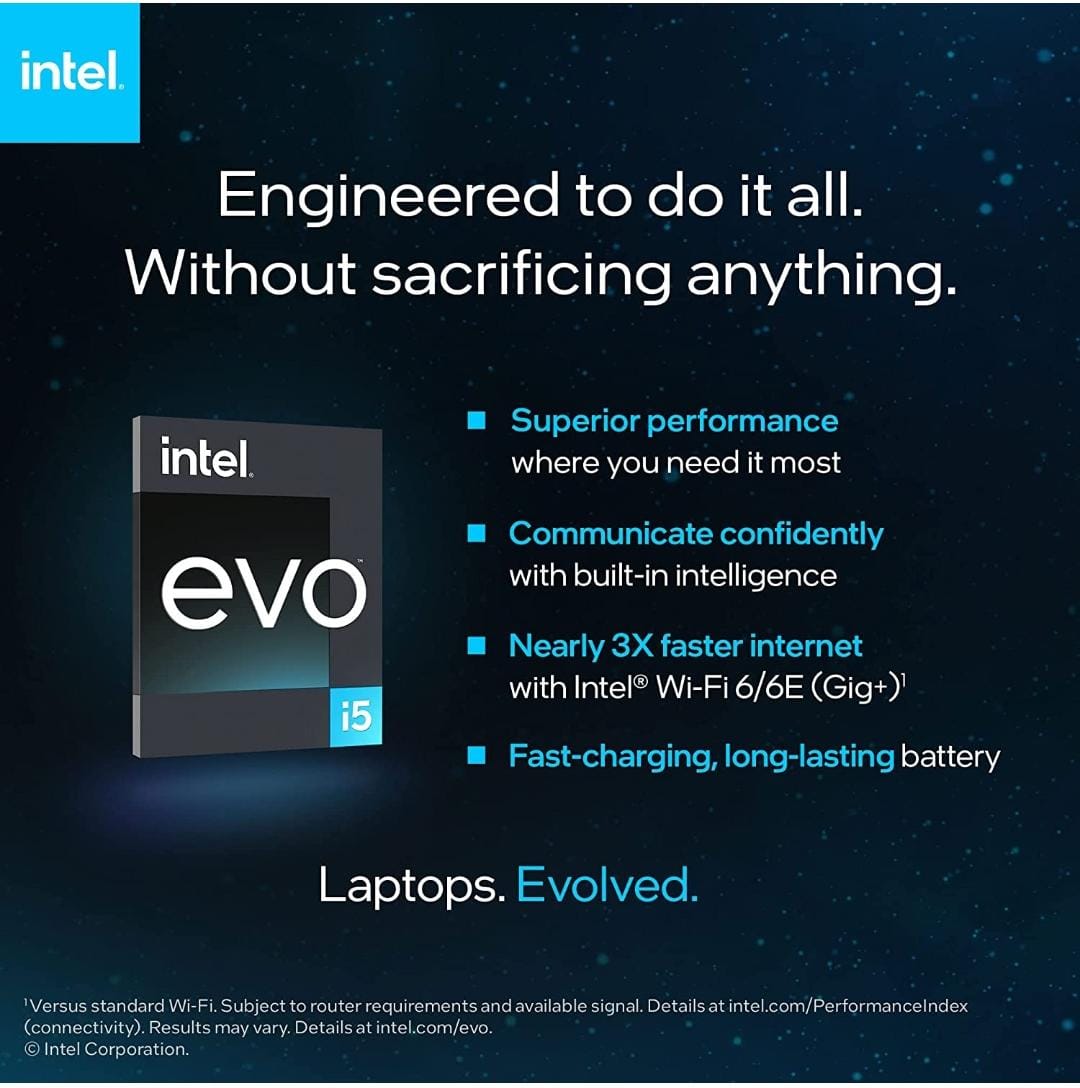 intel.
Engineered to do it all.
Without sacrificing anything.
intel.
evo™
i5
Superior performance
where you need it most
Communicate confidently
with built-in intelligence
Nearly 3X faster internet
with Intel® Wi-Fi 6/6E (Gig+)¹
Fast-charging, long-lasting battery
Laptops. Evolved.
¹Versus standard Wi-Fi. Subject to router requirements and available signal. Details at intel.com/PerformanceIndex
(connectivity). Results may vary. Details at intel.com/evo.
© Intel Corporation.